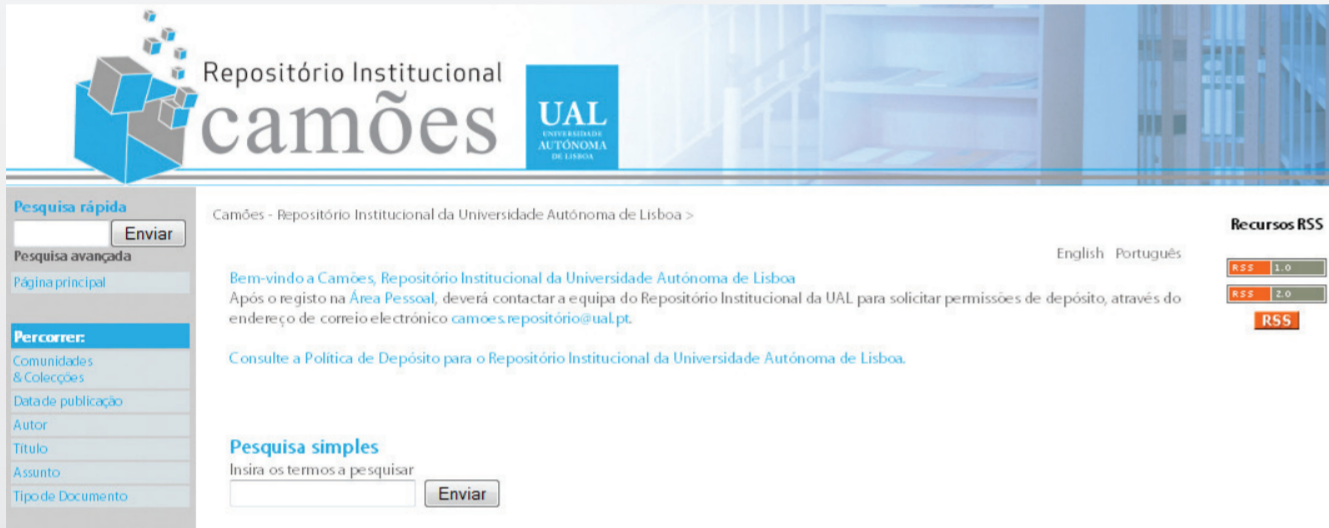 Repositório Institucional
camões
UAL
UNIVERSIDADE
AUTÓNOMA
DE LISBOA
Pesquisa rápida
Enviar
Pesquisa avançada
Página principal
Percorrer:
Comunidades
& Colecções
Data de publicação
Autor
Título
Assunto
Tipo de Documento
Camões - Repositório Institucional da Universidade Autónoma de Lisboa >
English Português
Bem-vindo a Camões, Repositório Institucional da Universidade Autónoma de Lisboa
Após o registo na Área Pessoal, deverá contactar a equipa do Repositório Institucional da UAL para solicitar permissões de depósito, através do
endereço de correio electrónico camoes.repositório@ual.pt.
Consulte a Política de Depósito para o Repositório Institucional da Universidade Autónoma de Lisboa.
Pesquisa simples
Insira os termos a pesquisar
Enviar
Recursos RSS
RSS 1.0
RSS 2.0
RSS